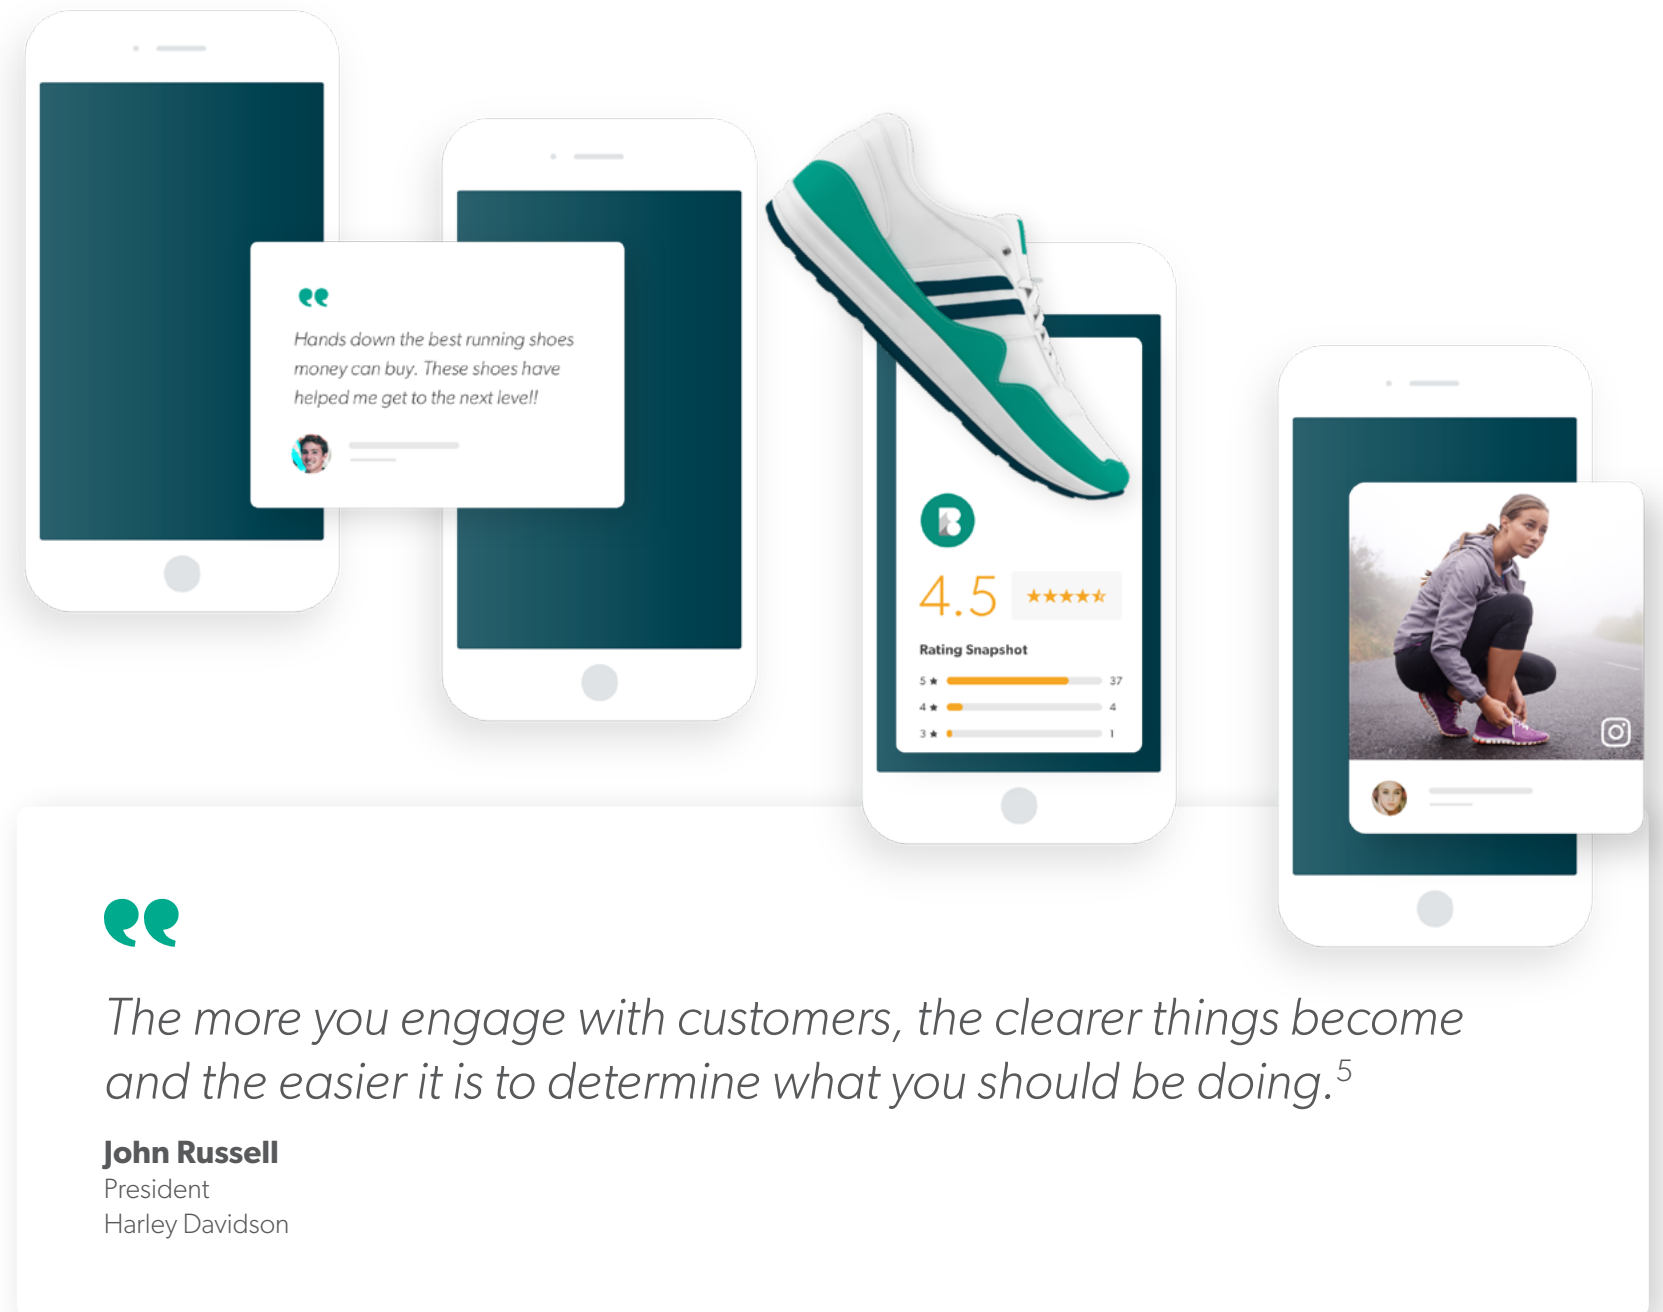 Hands down the best running shoes
money can buy. These shoes have
helped me get to the next level!
B
4.5 ★★★★⯪
Rating Snapshot
5 ★ 37
4 ★ 4
3 ★ 1
The more you engage with customers, the clearer things become
and the easier it is to determine what you should be doing.⁵
John Russell
President
Harley Davidson